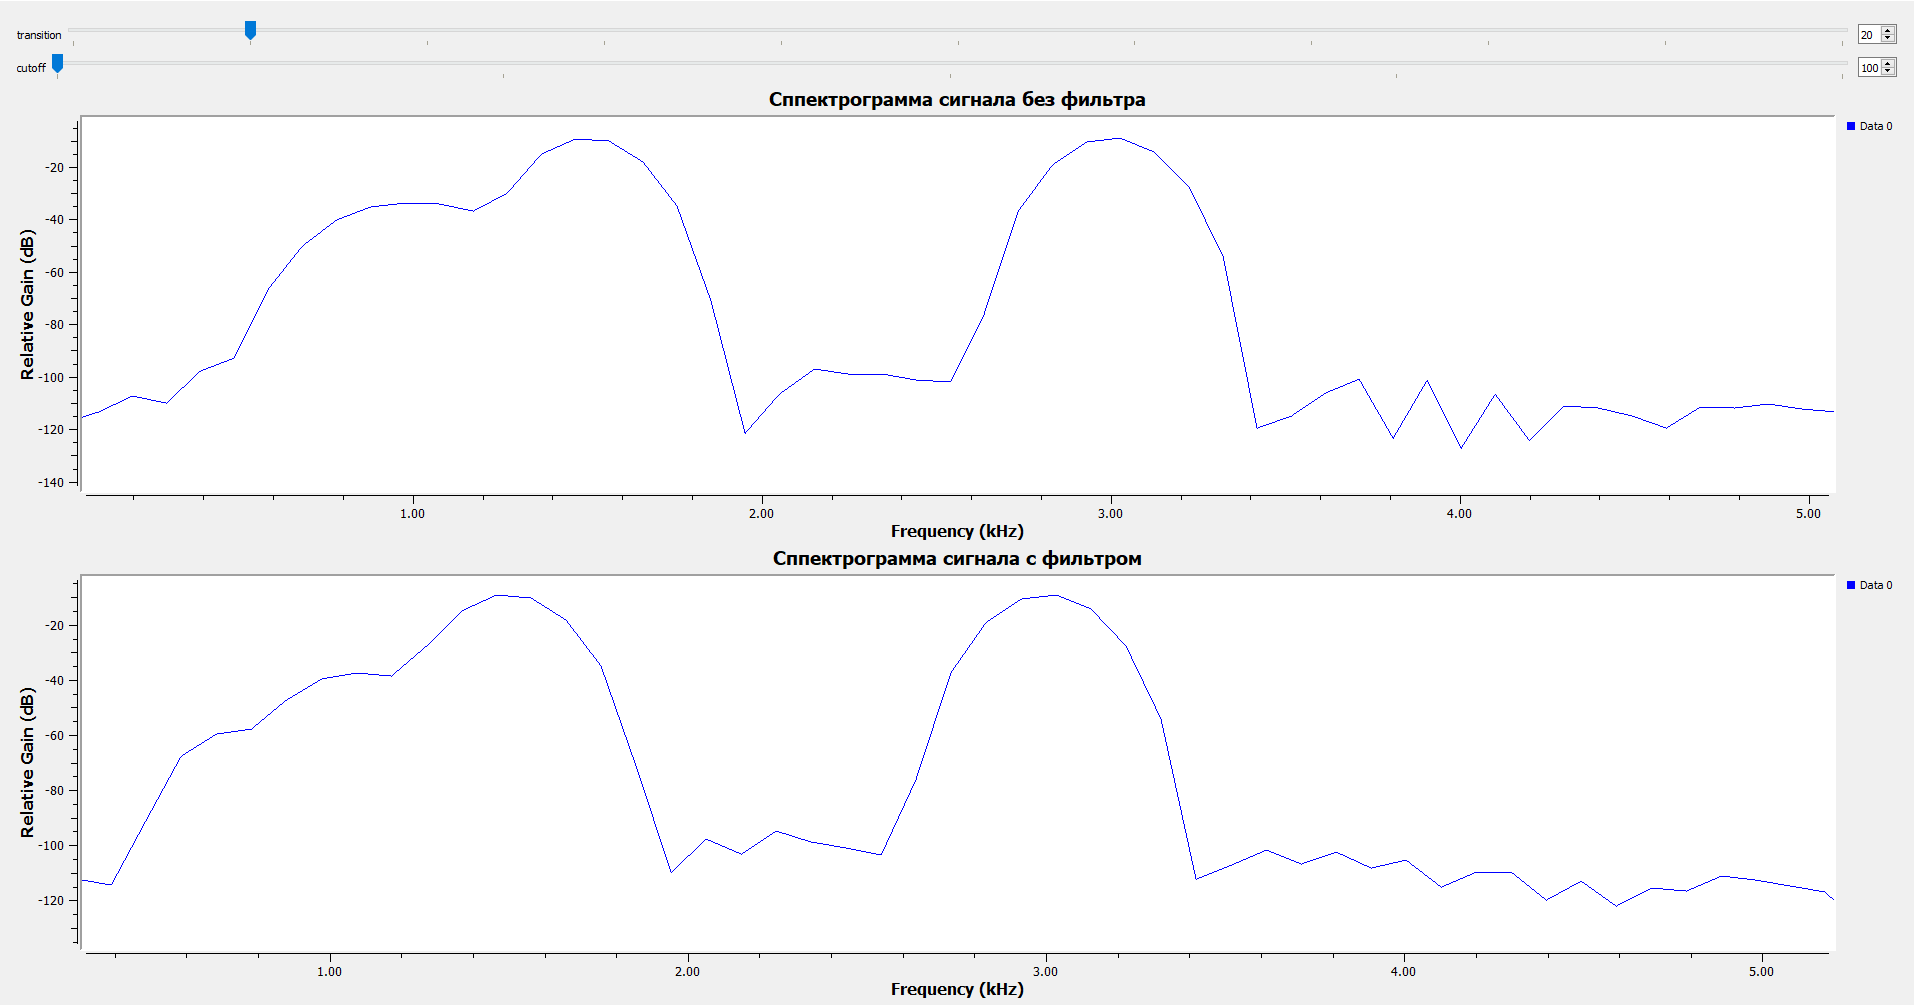 transition
20
cutoff
100
Сппектрограмма сигнала без фильтра
Data 0
Relative Gain (dB)
-20
-40
-60
-80
-100
-120
-140
1.00 2.00 3.00 4.00 5.00
Frequency (kHz)
Сппектрограмма сигнала с фильтром
Data 0
Relative Gain (dB)
-20
-40
-60
-80
-100
-120
1.00 2.00 3.00 4.00 5.00
Frequency (kHz)